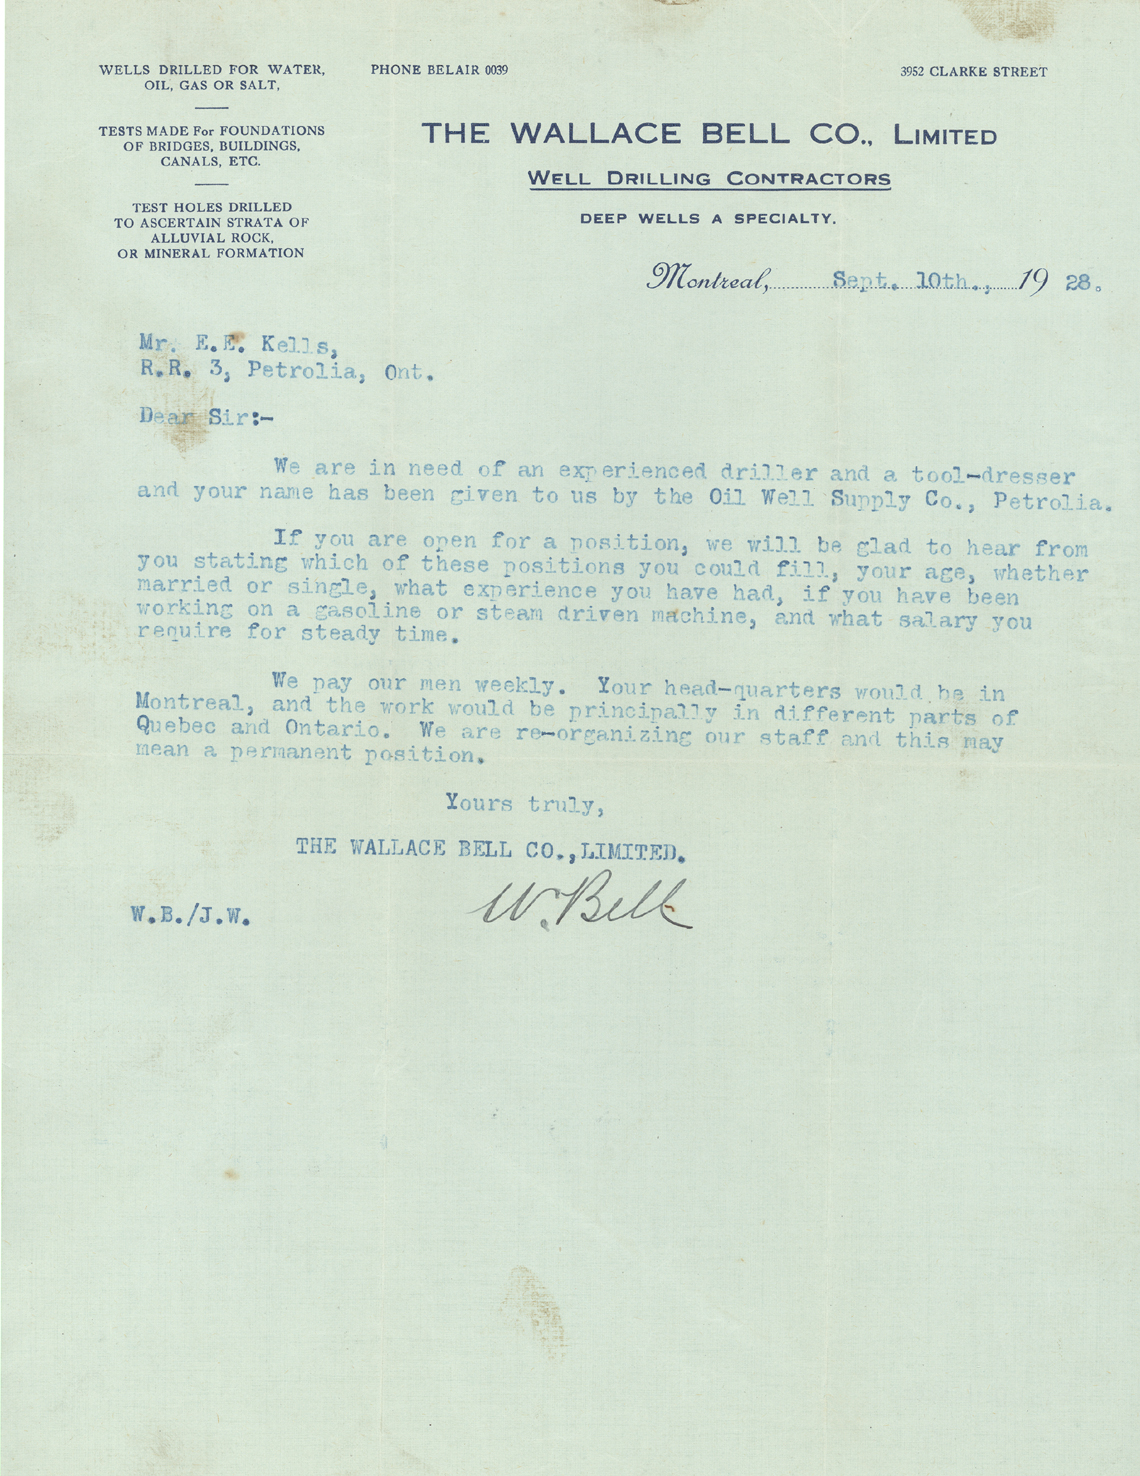 WELLS DRILLED FOR WATER,
OIL, GAS OR SALT,
TESTS MADE For FOUNDATIONS
OF BRIDGES, BUILDINGS,
CANALS, ETC.
TEST HOLES DRILLED
TO ASCERTAIN STRATA OF
ALLUVIAL ROCK,
OR MINERAL FORMATION
PHONE BELAIR 0039
3952 CLARKE STREET
THE WALLACE BELL CO., LIMITED
WELL DRILLING CONTRACTORS
DEEP WELLS A SPECIALTY.
Montreal, Sept. 10th., 19 28.
Mr. E.E. Kells,
R.R. 3, Petrolia, Ont.
Dear Sir:-
We are in need of an experienced driller and a tool-dresser
and your name has been given to us by the Oil Well Supply Co., Petrolia.
If you are open for a position, we will be glad to hear from
you stating which of these positions you could fill, your age, whether
married or single, what experience you have had, if you have been
working on a gasoline or steam driven machine, and what salary you
require for steady time.
We pay our men weekly. Your head-quarters would be in
Montreal, and the work would be principally in different parts of
Quebec and Ontario. We are re-organizing our staff and this may
mean a permanent position.
Yours truly,
THE WALLACE BELL CO.,LIMITED.
W. Bell
W.B./J.W.